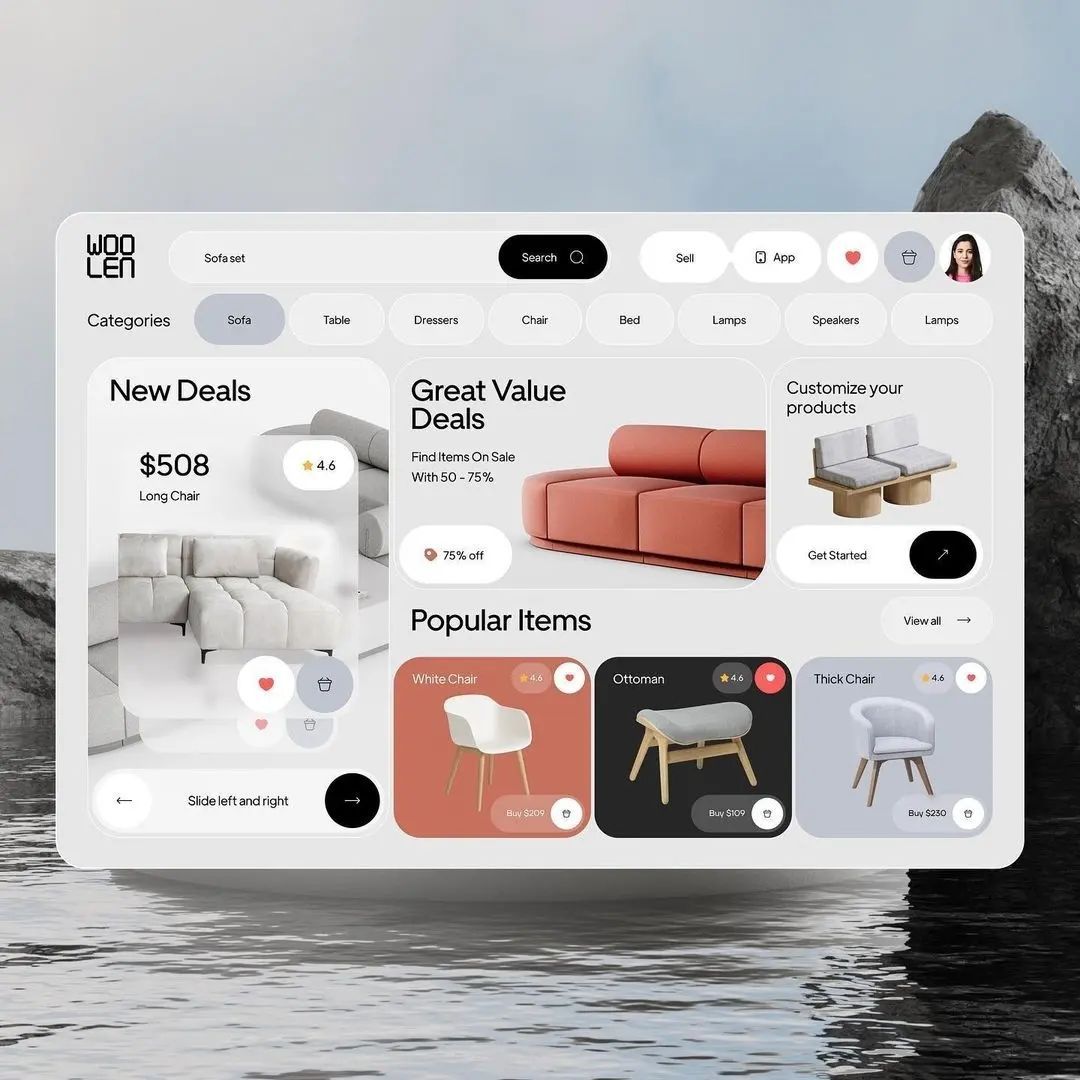 WOO
LEN
Sofa set
Search
Sell
App
Categories
Sofa
Table
Dressers
Chair
Bed
Lamps
Speakers
Lamps
New Deals
$508
Long Chair
4.6
Slide left and right
Great Value
Deals
Find Items On Sale
With 50 - 75%
75% off
Customize your
products
Get Started
Popular Items
View all
White Chair
4.6
Buy $209
Ottoman
4.6
Buy $109
Thick Chair
4.6
Buy $230